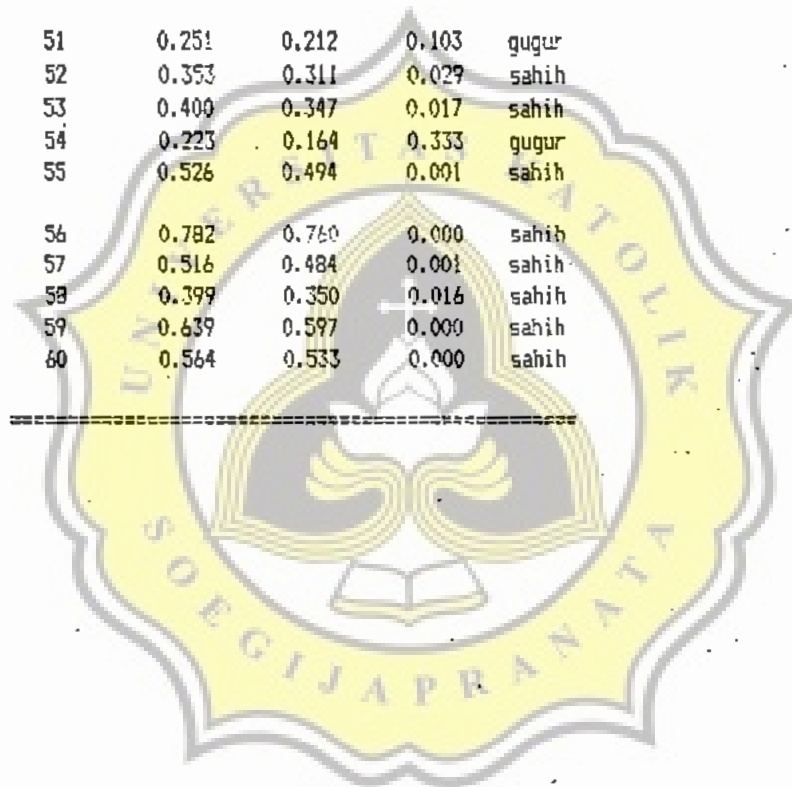 51 0.251 0.212 0.103 gugur
52 0.353 0.311 0.029 sahih
53 0.400 0.347 0.017 sahih
54 0.223 0.164 0.333 gugur
55 0.526 0.494 0.001 sahih
56 0.782 0.760 0.000 sahih
57 0.516 0.484 0.001 sahih
58 0.399 0.350 0.016 sahih
59 0.639 0.597 0.000 sahih
60 0.564 0.533 0.000 sahih
UNIVERSITAS KATOLIK
SOEGIJAPRANATA